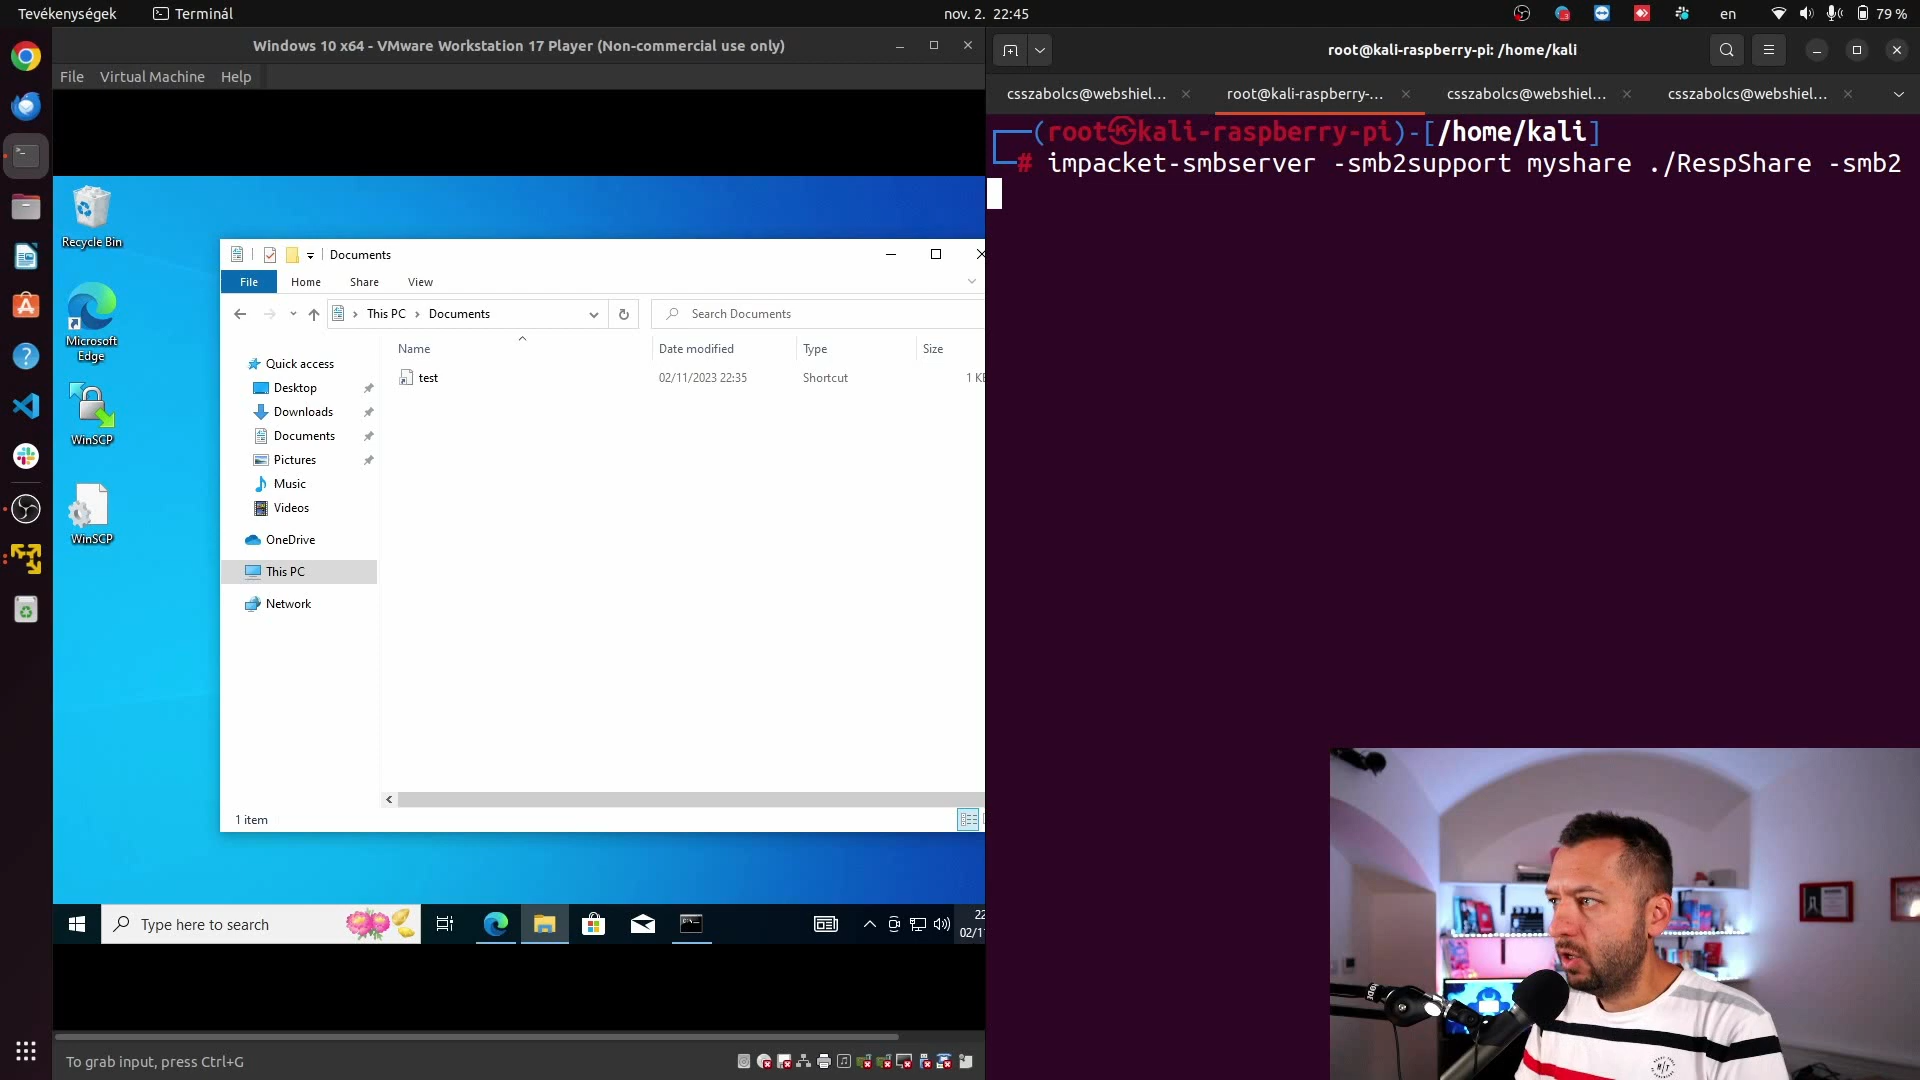 Tevékenységek
Terminál
nov. 2. 22:45
en
79 %
Windows 10 x64 - VMware Workstation 17 Player (Non-commercial use only)
File Virtual Machine Help
root@kali-raspberry-pi: /home/kali
csszabolcs@webshiel...
root@kali-raspberry-...
csszabolcs@webshiel...
csszabolcs@webshiel...
(root㉿kali-raspberry-pi)-[/home/kali]
# impacket-smbserver -smb2support myshare ./RespShare -smb2
Recycle Bin
Microsoft
Edge
WinSCP
WinSCP
Documents
File Home Share View
This PC > Documents
Search Documents
Name
Date modified
Type
Size
test
02/11/2023 22:35
Shortcut
1 KB
Quick access
Desktop
Downloads
Documents
Pictures
Music
Videos
OneDrive
This PC
Network
1 item
Type here to search
22
02/11
To grab input, press Ctrl+G